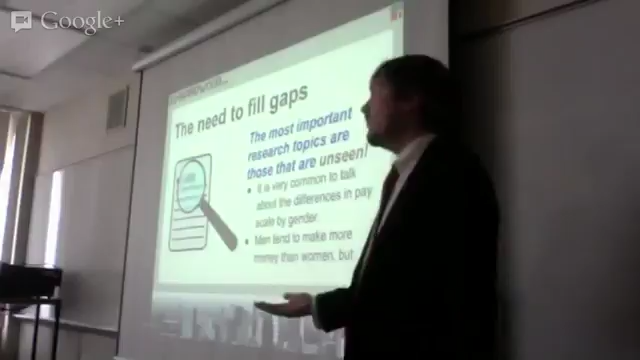 Google+
The need to fill gaps
The most important
research topics are
those that are unseen!
It is very common to talk
about the differences in pay
scale by gender.
Men tend to make more
money than women, but